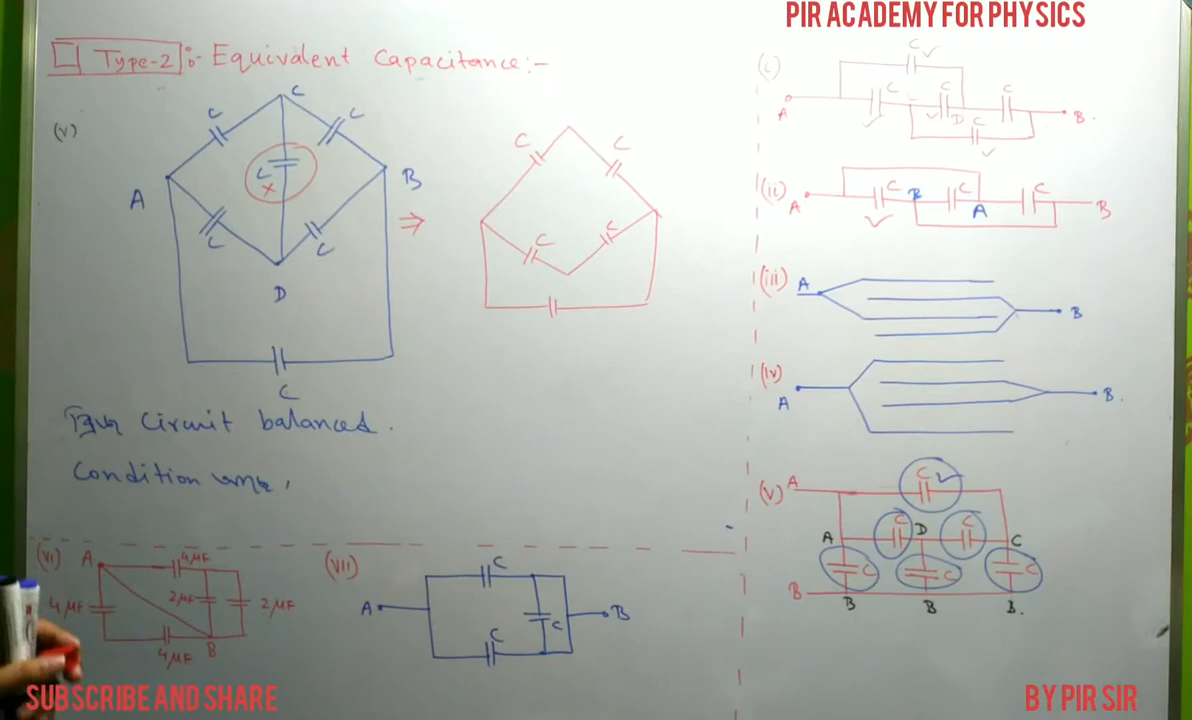 PIR ACADEMY FOR PHYSICS
Type-2 :- Equivalent Capacitance:-
(v)
C
C C
A C B
x
C C
D
C
C C
C C
Circuit balanced.
Condition
(i)
C
C C C
A D C B.
(ii) C C C
A B A B
(iii) A B
(iv)
A B.
(v) A C
A C D C C
C C C
B B B B.
(vi) A 4μF
4μF 2μF 2μF
4μF B
(vii) C
A C B
C
SUBSCRIBE AND SHARE
BY PIR SIR